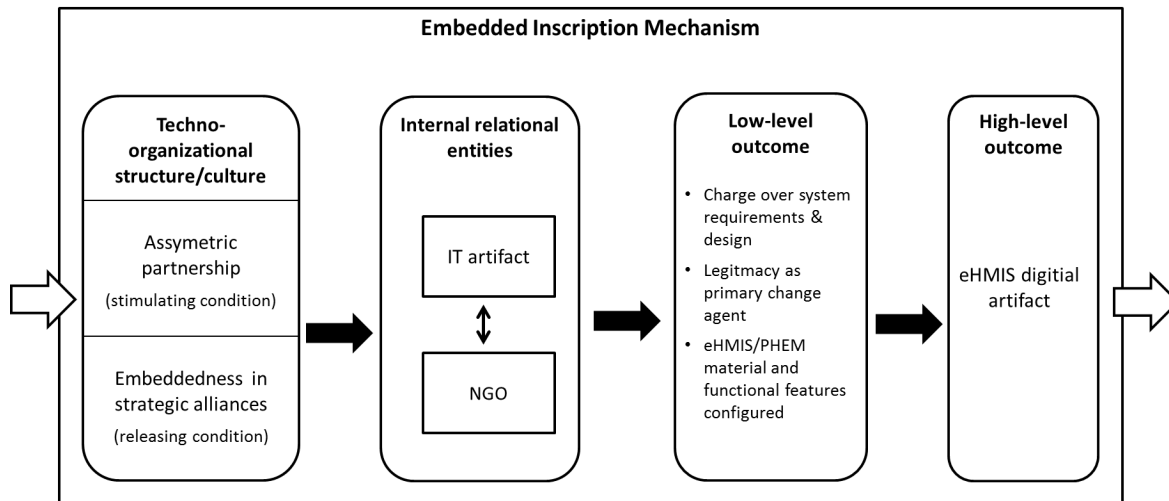 Embedded Inscription Mechanism
Techno-
organizational
structure/culture
Assymetric
partnership
(stimulating condition)
Embeddedness in
strategic alliances
(releasing condition)
Internal relational
entities
IT artifact
NGO
Low-level
outcome
• Charge over system
requirements &
design
• Legitmacy as
primary change
agent
• eHMIS/PHEM
material and
functional features
configured
High-level
outcome
eHMIS digitial
artifact